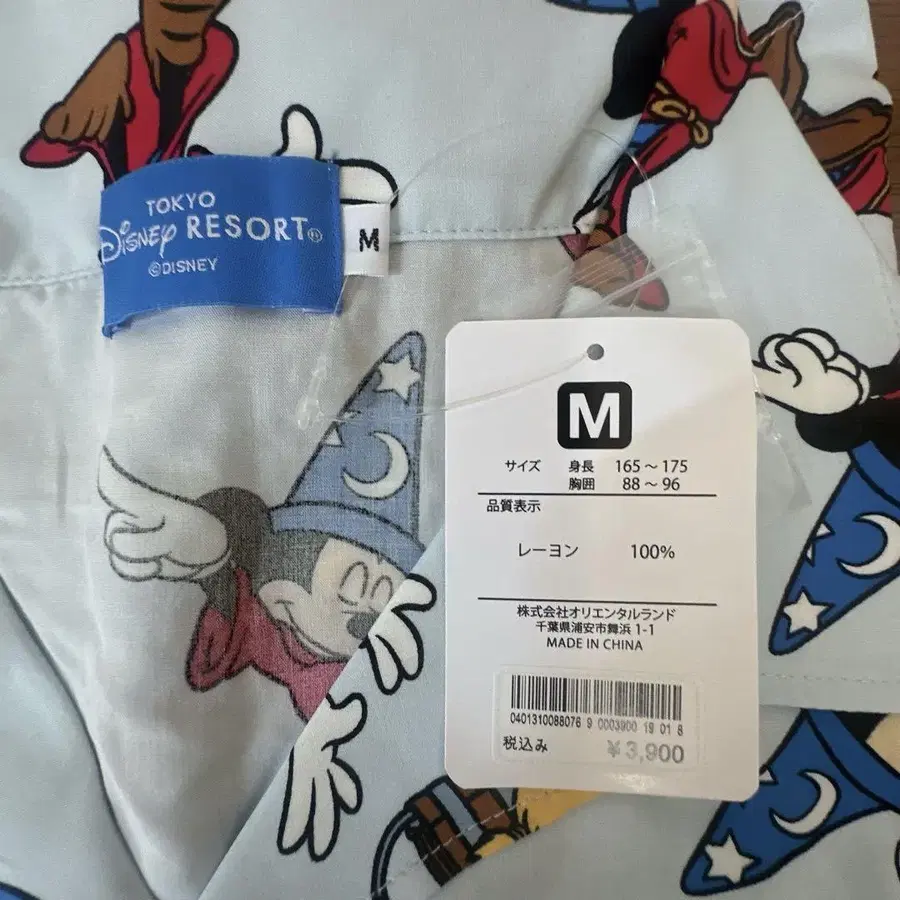 TOKYO
Disney RESORT®
©DISNEY
M
M
サイズ 身長 165～175
胸囲 88～96
品質表示
レーヨン 100%
株式会社オリエンタルランド
千葉県浦安市舞浜 1-1
MADE IN CHINA
0401310088076 9 0003900 19 01 8
税込み ¥3,900